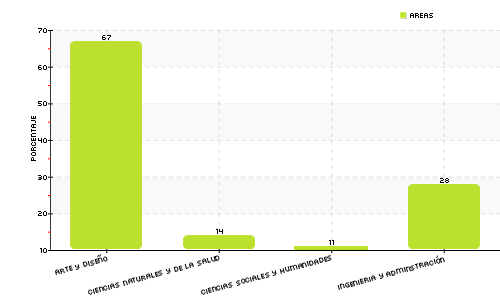 AREAS
70
67
60
50
PORCENTAJE
40
30
28
20
14
11
10
ARTE Y DISEÑO
CIENCIAS NATURALES Y DE LA SALUD
CIENCIAS SOCIALES Y HUMANIDADES
INGENIERIA Y ADMINSTRACIÓN